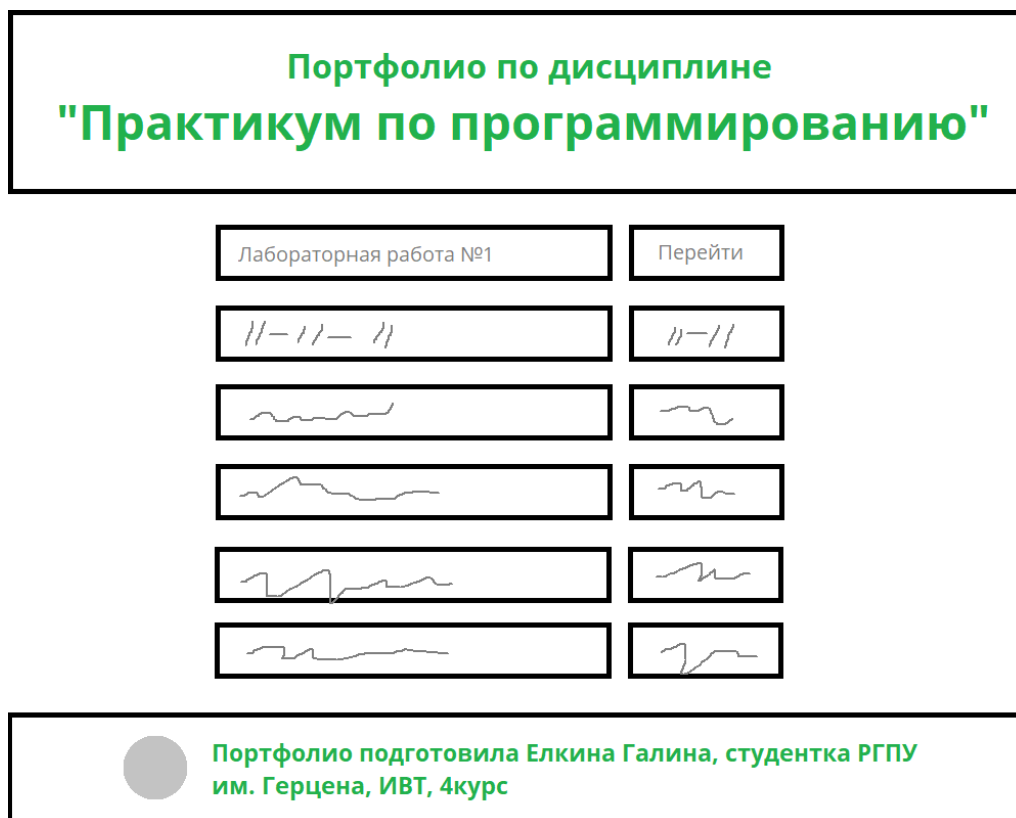 Портфолио по дисциплине
"Практикум по программированию"
Лабораторная работа №1 Перейти
Портфолио подготовила Елкина Галина, студентка РГПУ
им. Герцена, ИВТ, 4курс